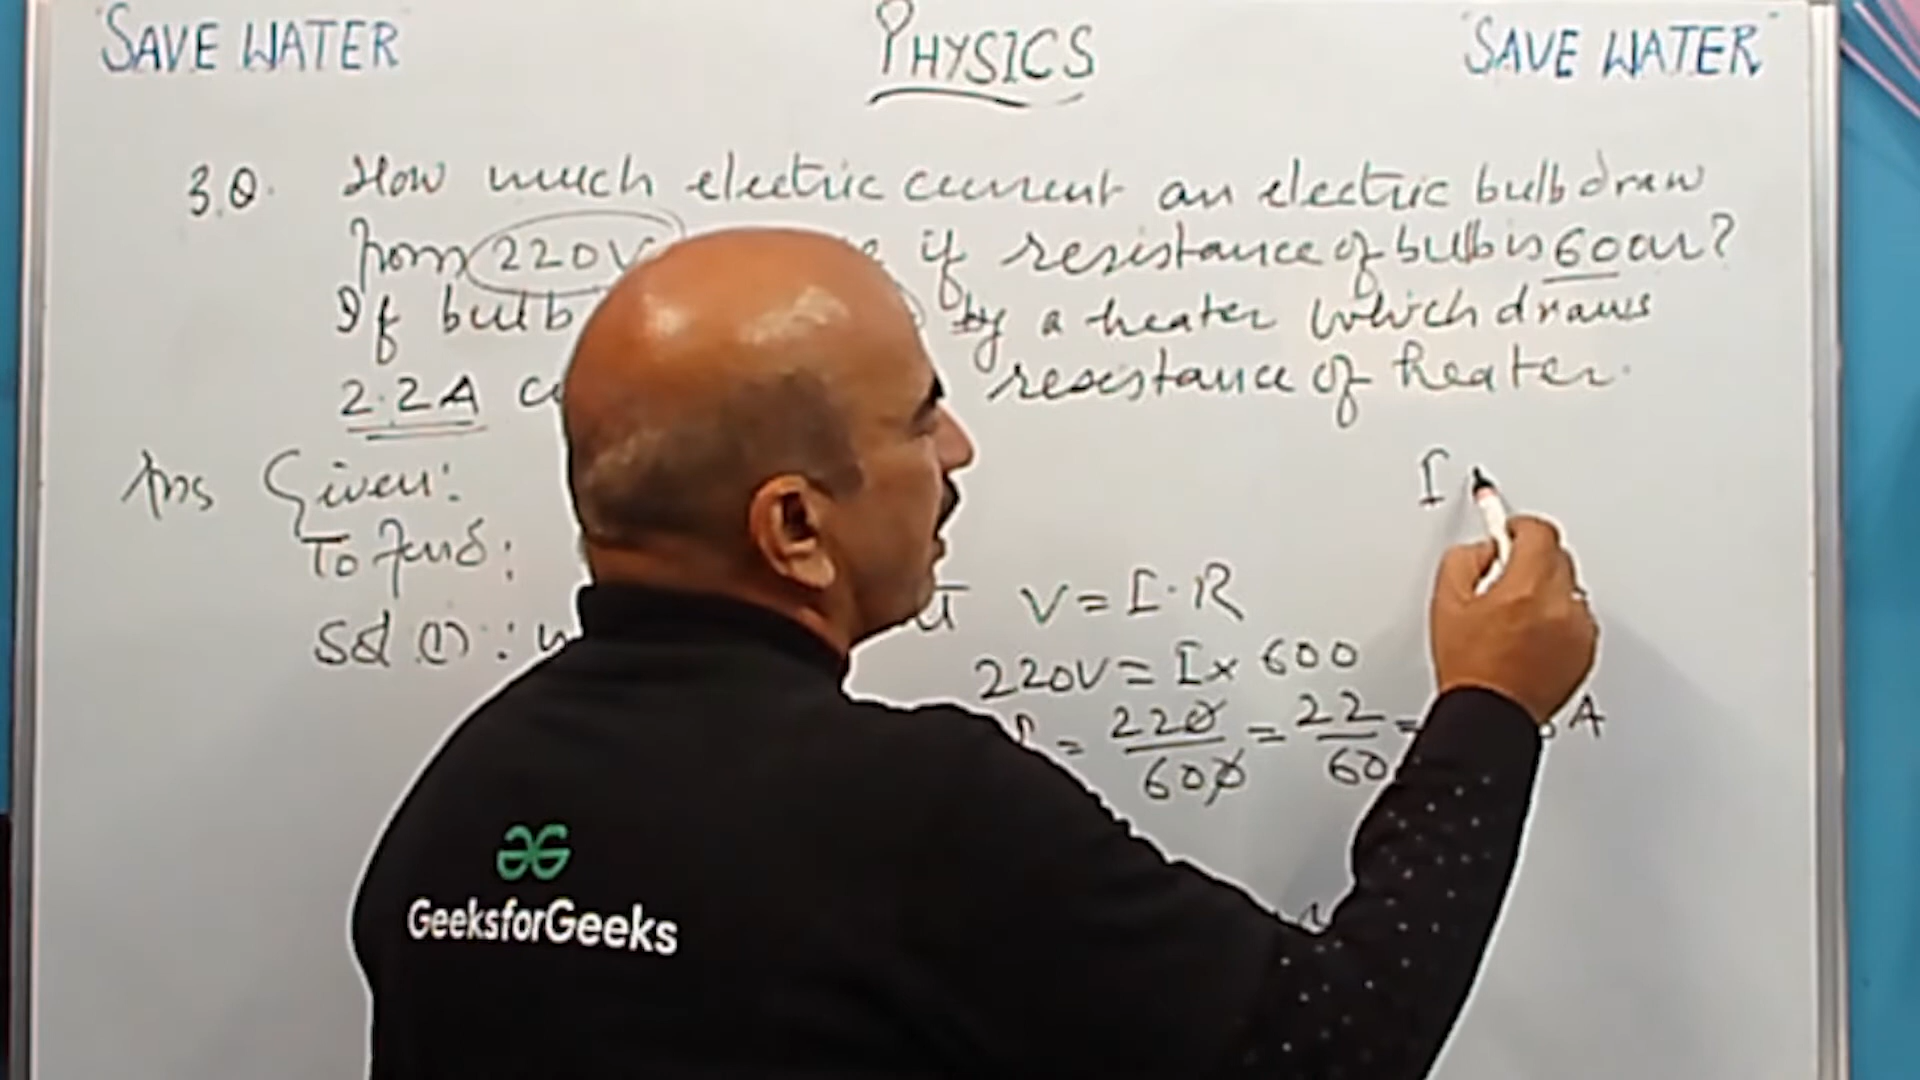 "SAVE WATER
PHYSICS
"SAVE WATER"
3.Q. How much electric current an electric bulb draw
from 220V if resistance of bulb is 600Ω?
If bulb by a heater which draws
2.2A resistance of heater.
Ans Given:
To Find:
Sol (1) ∵
V = I·R
220V = I × 600
= 220/600 = 22/60 = A
I
GeeksforGeeks